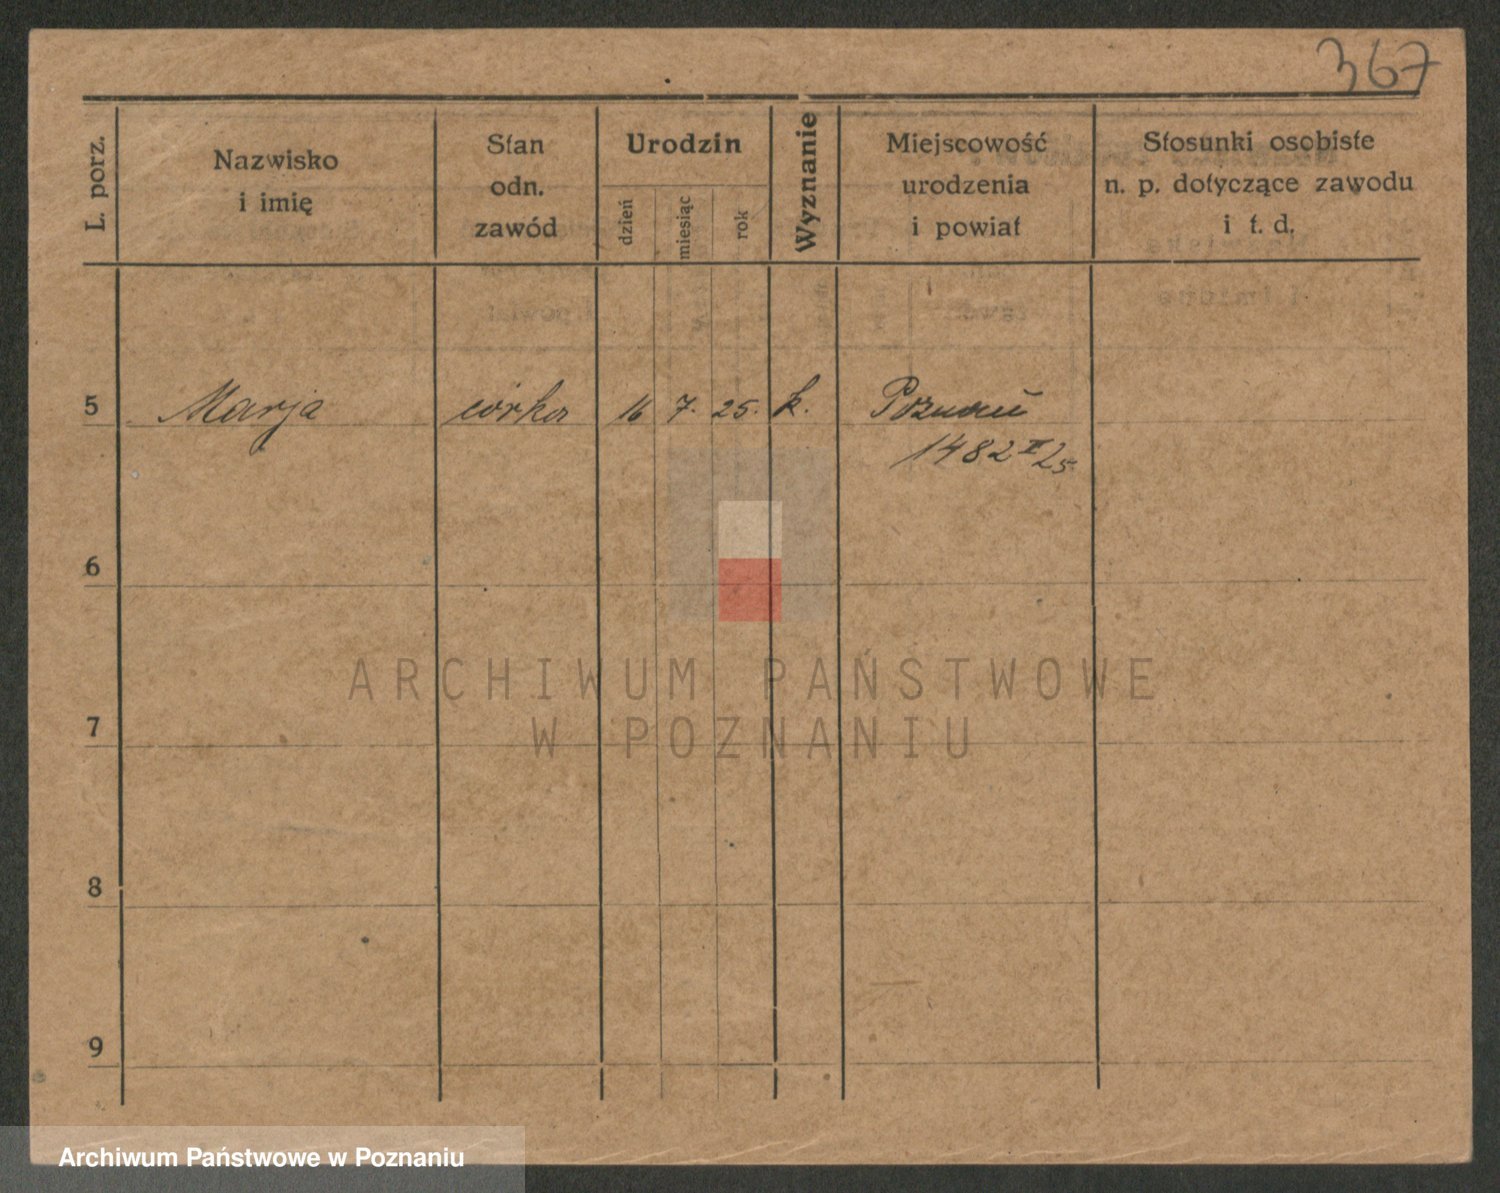 367
L. porz.
Nazwisko
i imię
Stan
odn.
zawód
Urodzin
dzień
miesiąc
rok
Wyznanie
Miejscowość
urodzenia
i powiat
Stosunki osobiste
n. p. dotyczące zawodu
i t. d.
5 Marja córka 16 7. 25. k. Poznań
1482 II 25
6
7
8
9
ARCHIWUM PAŃSTWOWE
W POZNANIU
Archiwum Państwowe w Poznaniu